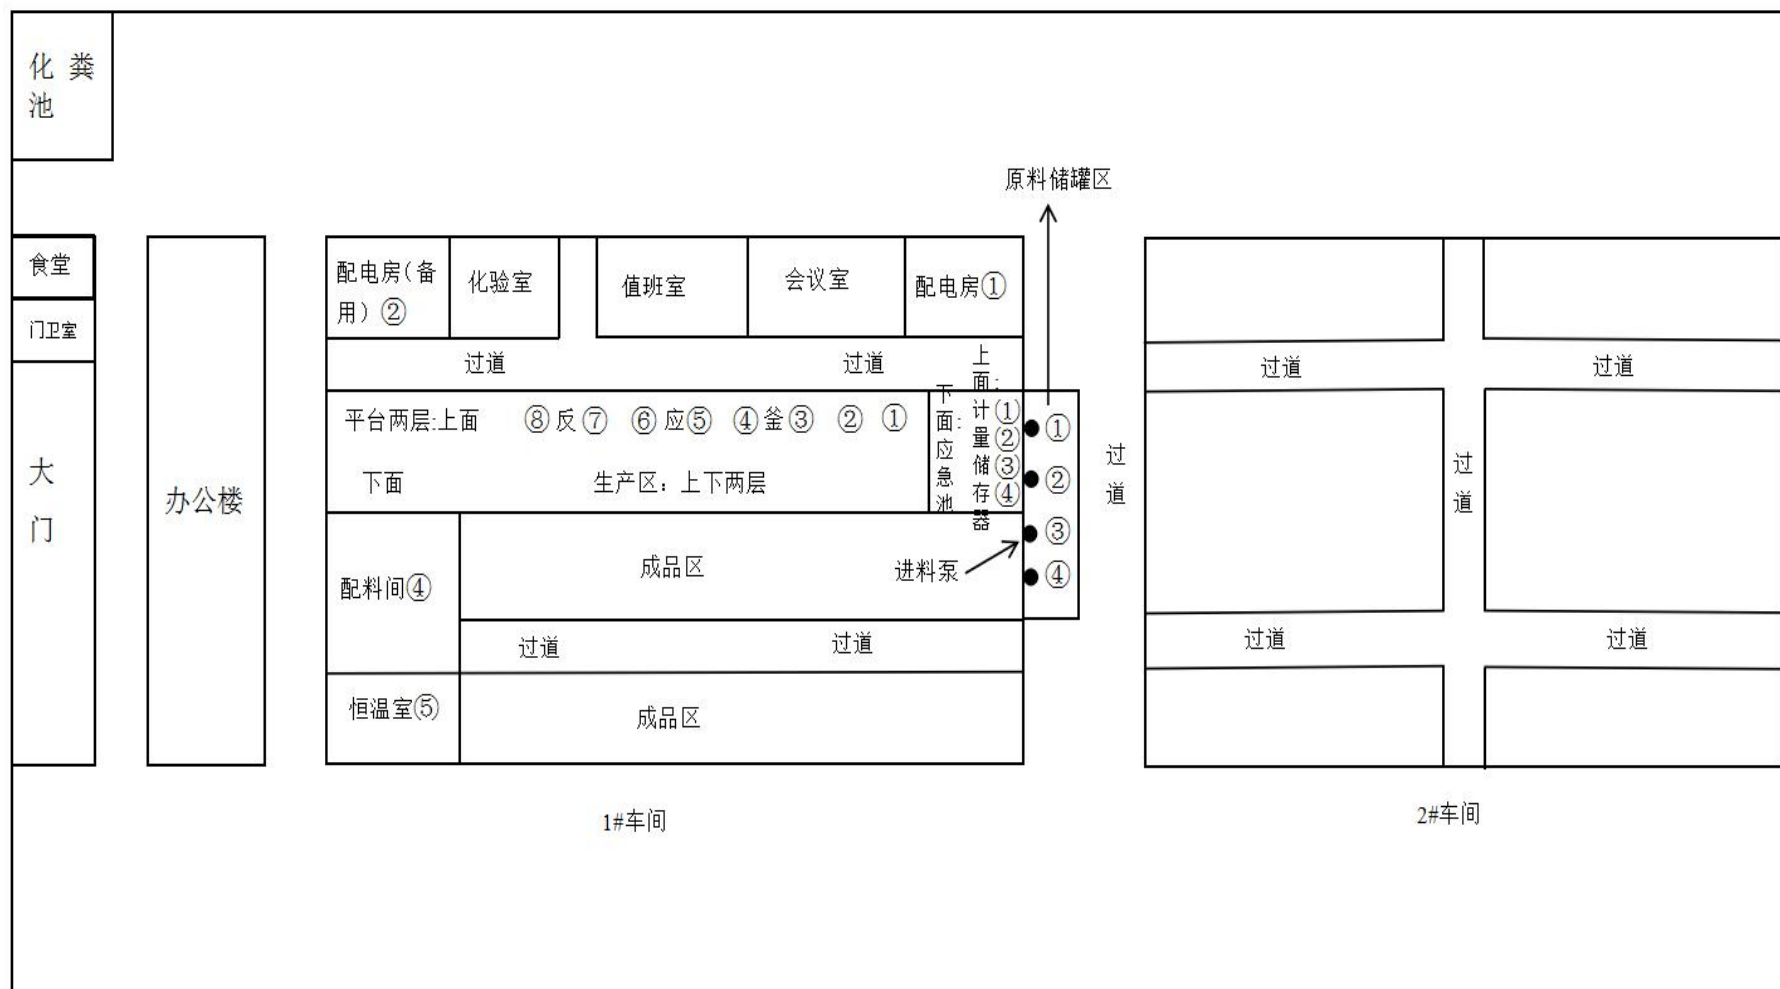 化 粪
池
原料储罐区
食堂
门卫室
大
门
办公楼
配电房（备
用）②
化验室
值班室
会议室
配电房①
过道
过道
平台两层:上面
⑧反⑦ ⑥应⑤ ④釜③ ② ①
下面
生产区：上下两层
下面：应急池
上面：计量储存器
①
②
③
④
①
②
③
④
进料泵
配料间④
成品区
过道
过道
恒温室⑤
成品区
过道
过道
过道
过道
过道
过道
1#车间
2#车间